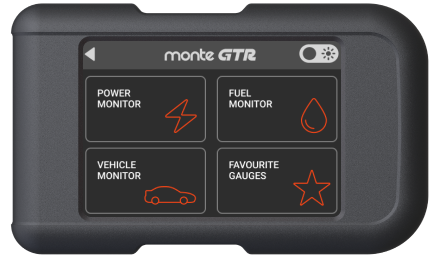 monte GTR
POWER
MONITOR
FUEL
MONITOR
VEHICLE
MONITOR
FAVOURITE
GAUGES